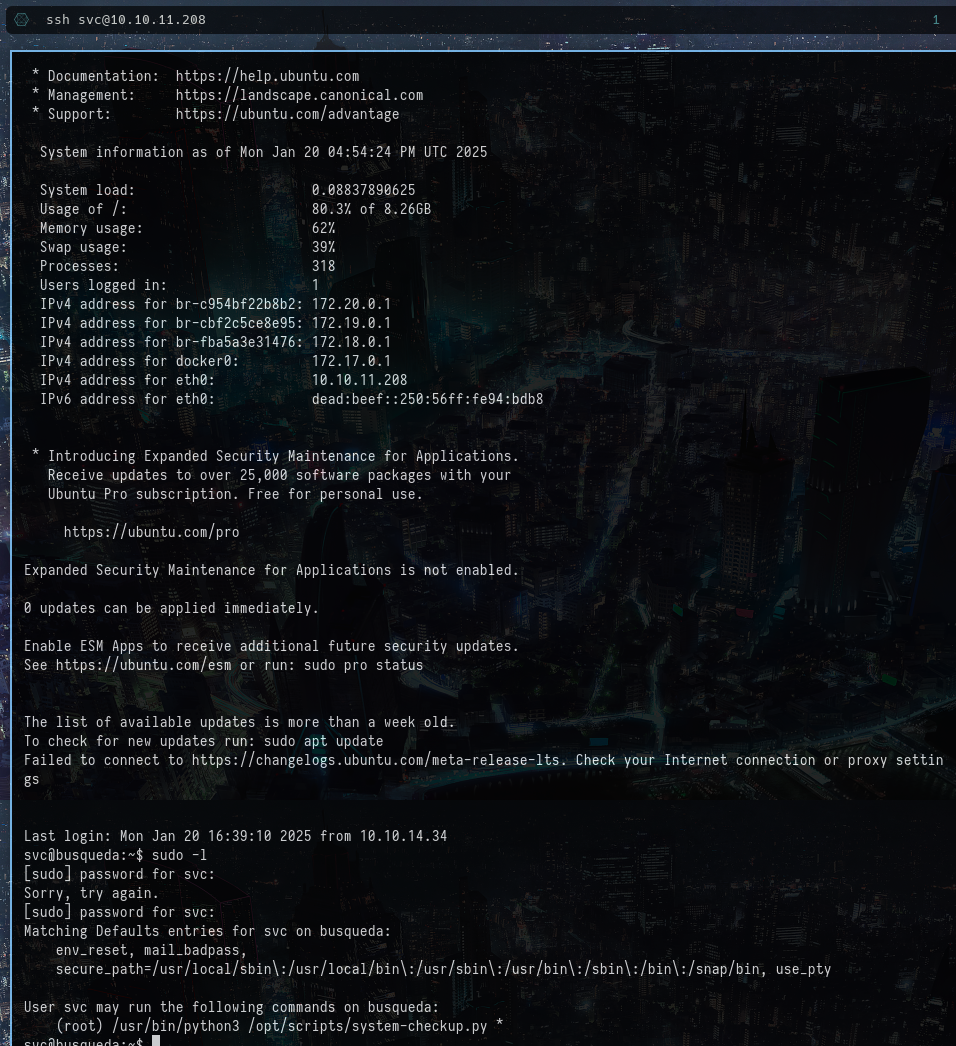 ssh svc@10.10.11.208 1
* Documentation: https://help.ubuntu.com
* Management: https://landscape.canonical.com
* Support: https://ubuntu.com/advantage
System information as of Mon Jan 20 04:54:24 PM UTC 2025
System load: 0.08837890625
Usage of /: 80.3% of 8.26GB
Memory usage: 62%
Swap usage: 39%
Processes: 318
Users logged in: 1
IPv4 address for br-c954bf22b8b2: 172.20.0.1
IPv4 address for br-cbf2c5ce8e95: 172.19.0.1
IPv4 address for br-fba5a3e31476: 172.18.0.1
IPv4 address for docker0: 172.17.0.1
IPv4 address for eth0: 10.10.11.208
IPv6 address for eth0: dead:beef::250:56ff:fe94:bdb8
* Introducing Expanded Security Maintenance for Applications.
Receive updates to over 25,000 software packages with your
Ubuntu Pro subscription. Free for personal use.
https://ubuntu.com/pro
Expanded Security Maintenance for Applications is not enabled.
0 updates can be applied immediately.
Enable ESM Apps to receive additional future security updates.
See https://ubuntu.com/esm or run: sudo pro status
The list of available updates is more than a week old.
To check for new updates run: sudo apt update
Failed to connect to https://changelogs.ubuntu.com/meta-release-lts. Check your Internet connection or proxy settin
gs
Last login: Mon Jan 20 16:39:10 2025 from 10.10.14.34
svc@busqueda:~$ sudo -l
[sudo] password for svc:
Sorry, try again.
[sudo] password for svc:
Matching Defaults entries for svc on busqueda:
env_reset, mail_badpass,
secure_path=/usr/local/sbin\:/usr/local/bin\:/usr/sbin\:/usr/bin\:/sbin\:/bin\:/snap/bin, use_pty
User svc may run the following commands on busqueda:
(root) /usr/bin/python3 /opt/scripts/system-checkup.py *
svc@busqueda:~$